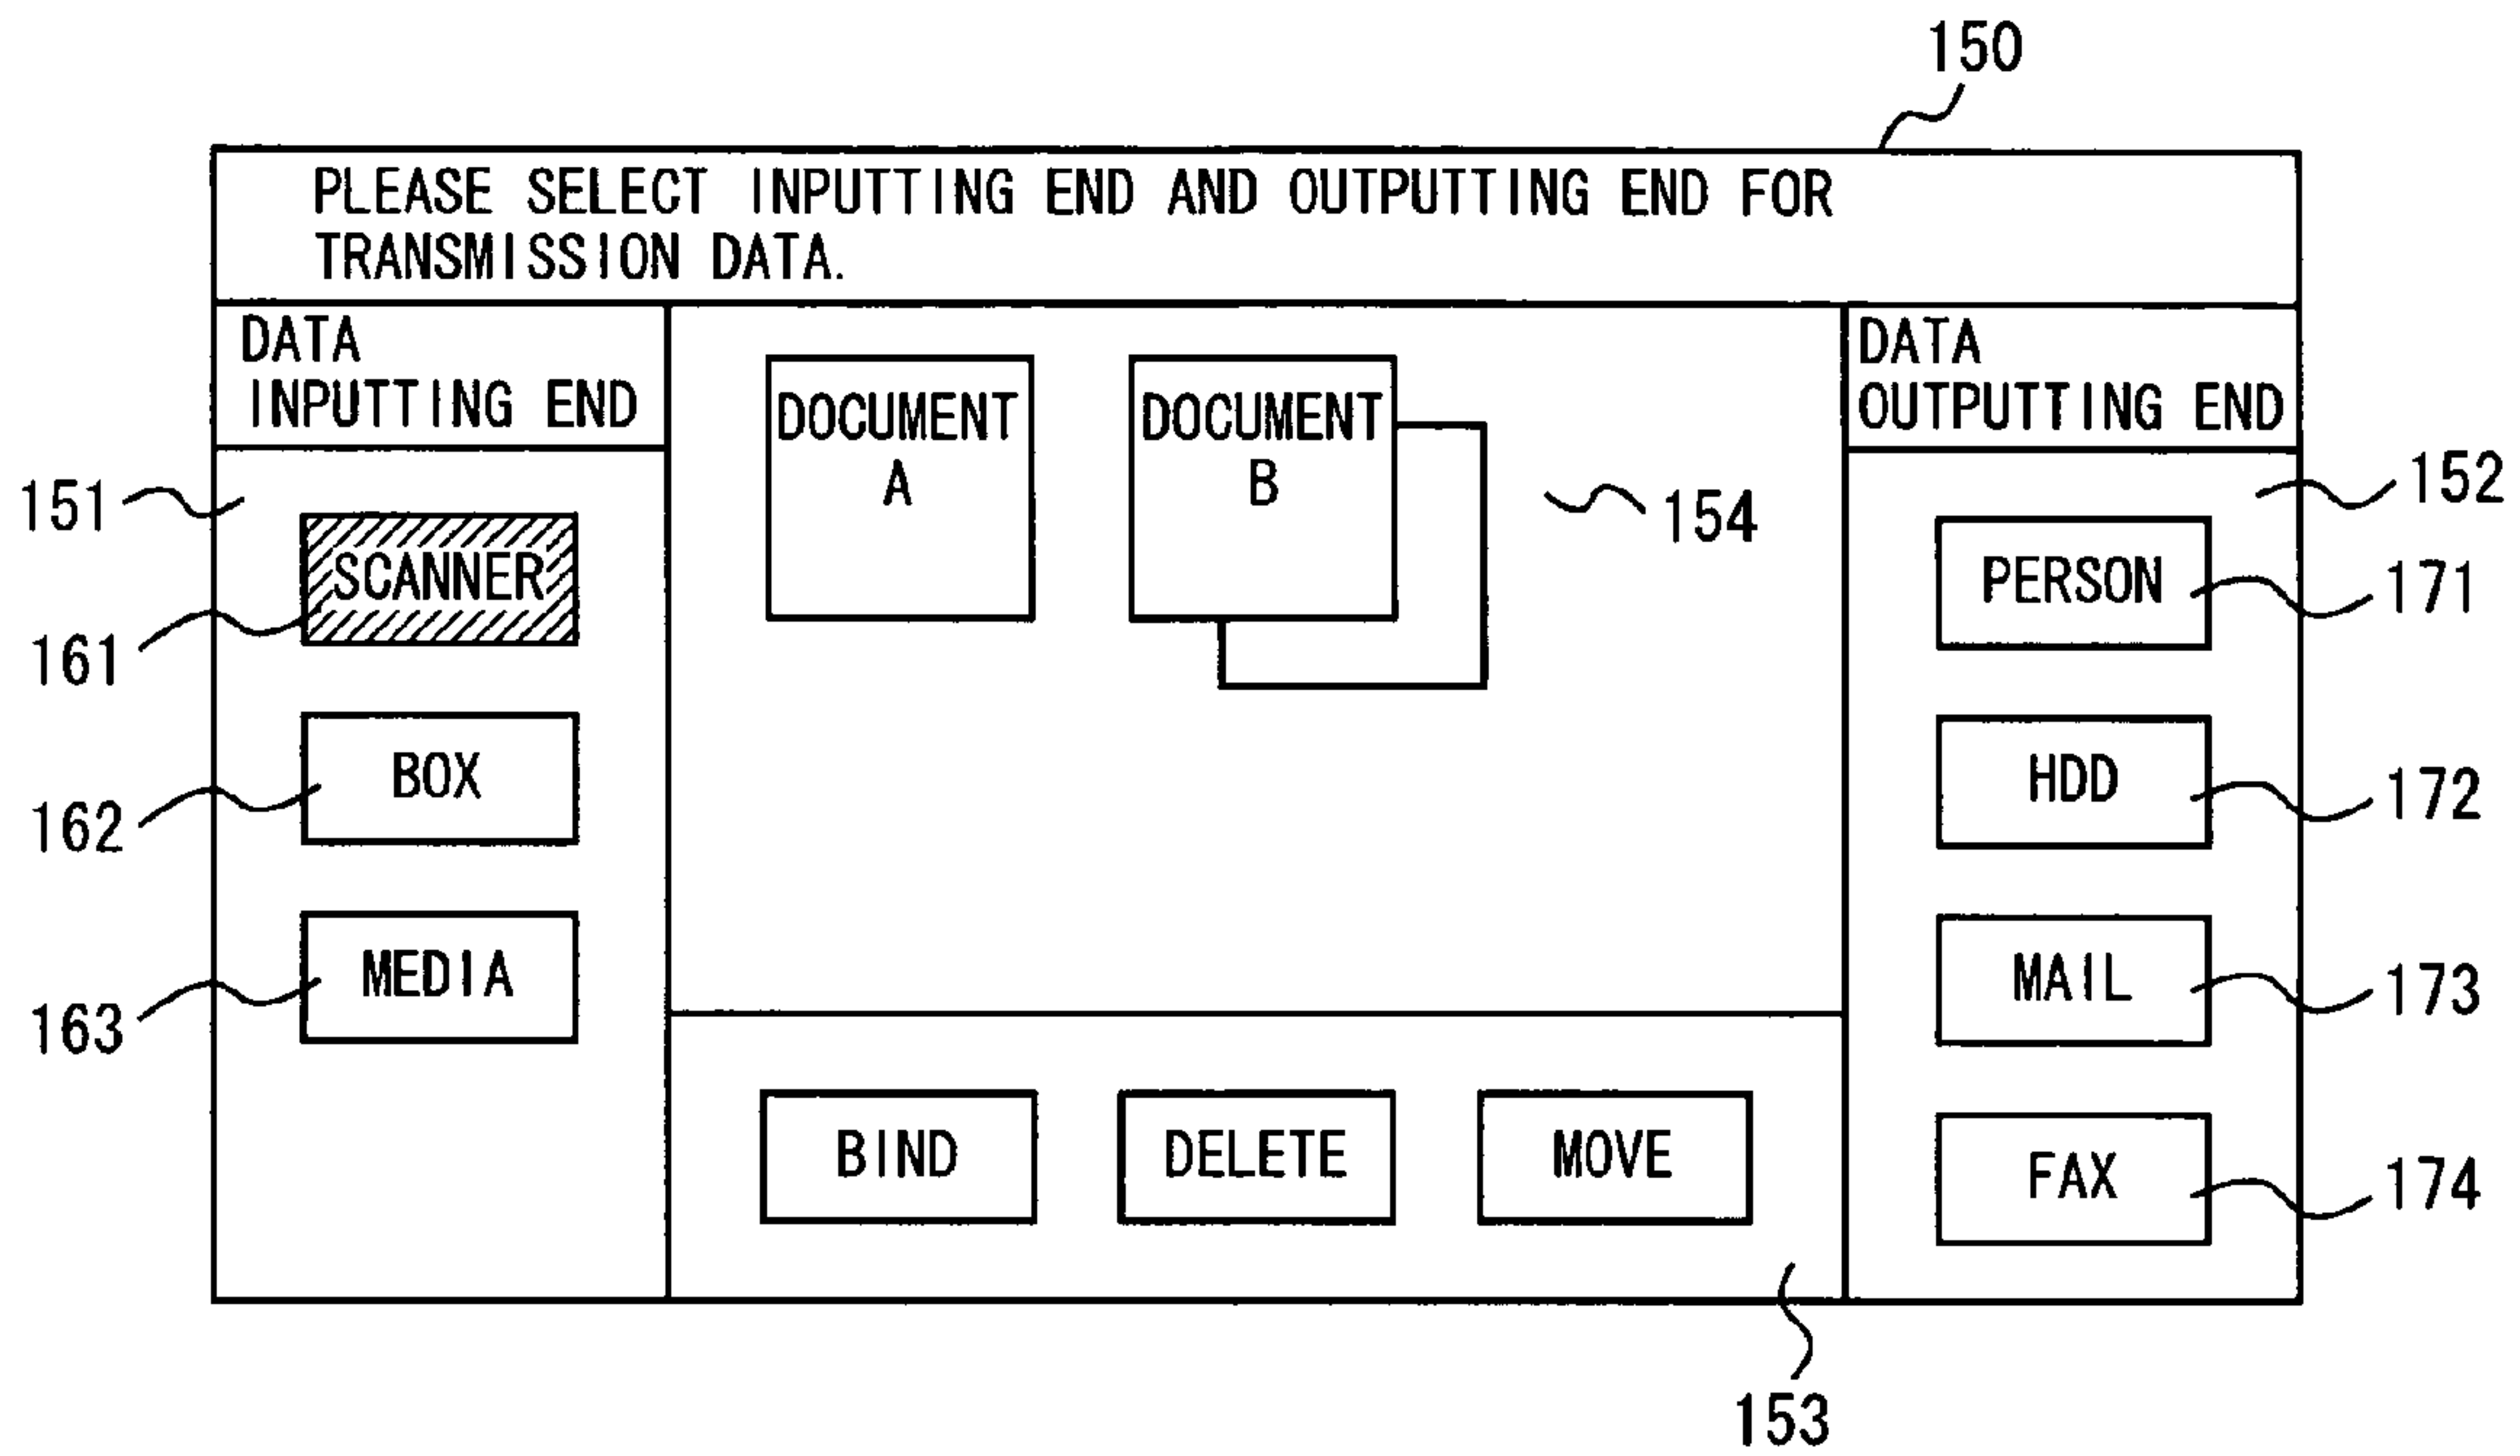 150
PLEASE SELECT INPUTTING END AND OUTPUTTING END FOR
TRANSMISSION DATA.
DATA
INPUTTING END
DATA
OUTPUTTING END
DOCUMENT
A
DOCUMENT
B
151
152
154
SCANNER
161
PERSON
171
BOX
162
HDD
172
MEDIA
163
MAIL
173
BIND
DELETE
MOVE
FAX
174
153